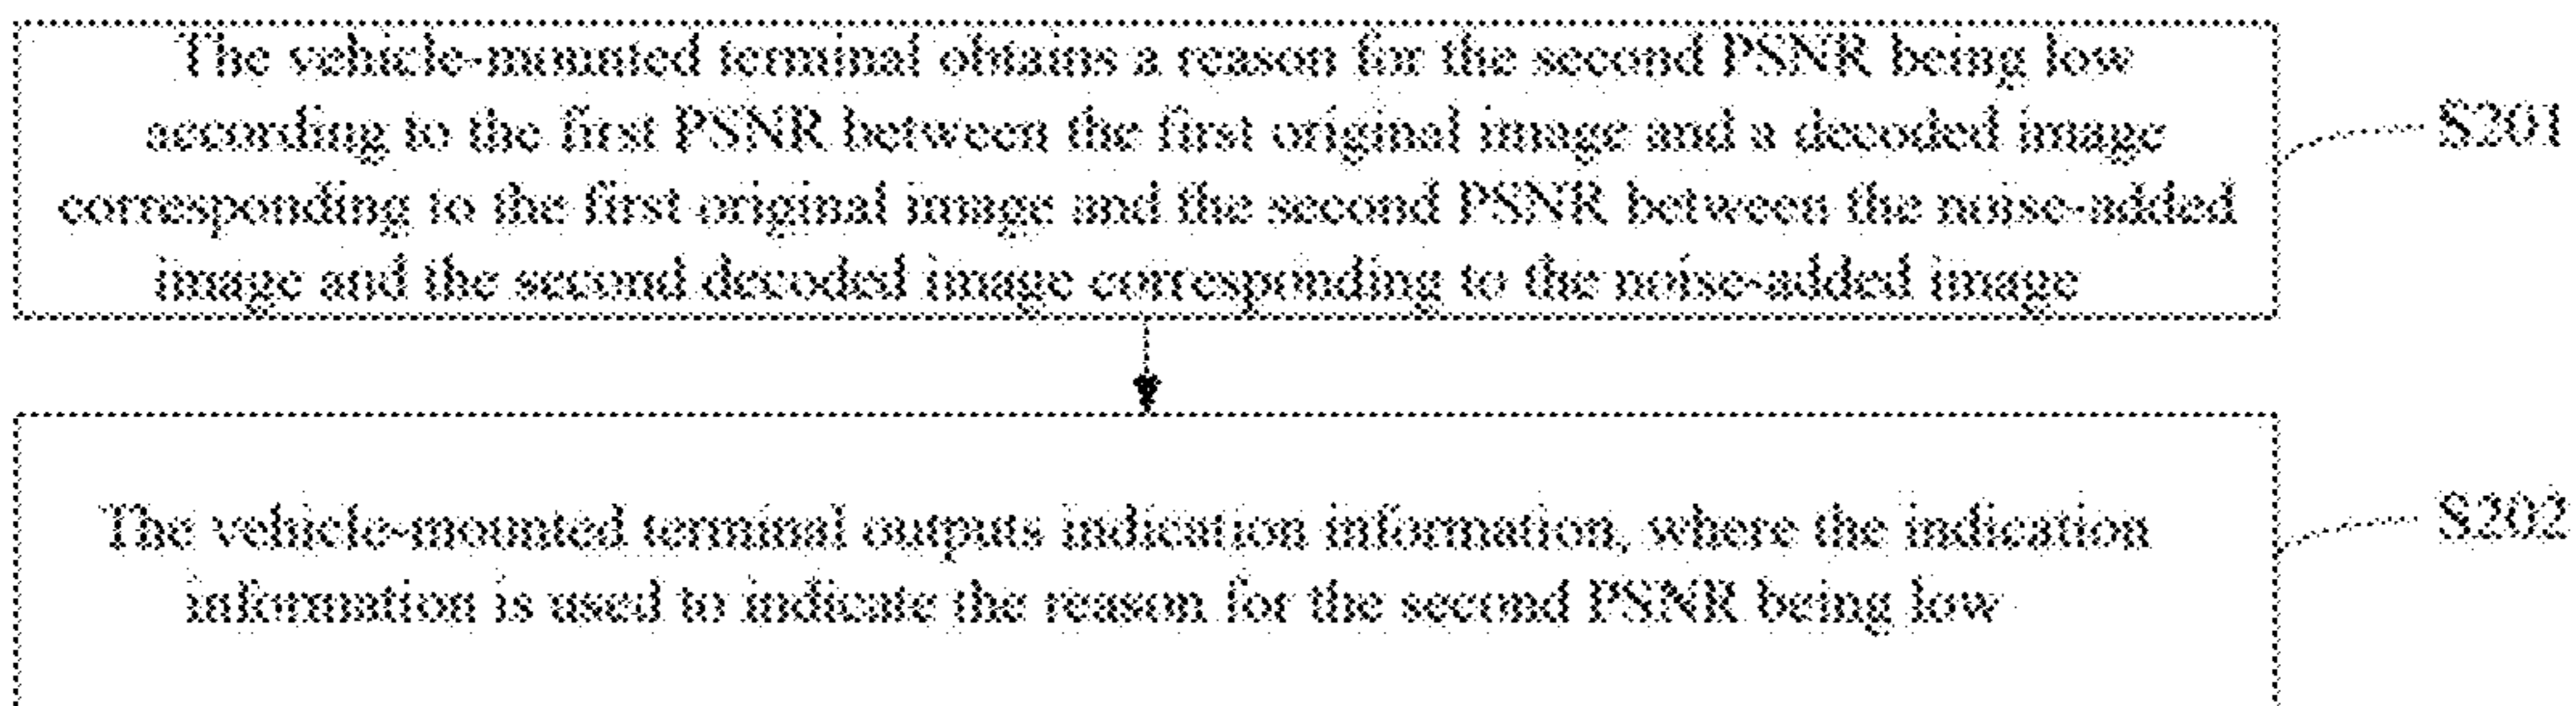 The vehicle-mounted terminal obtains a reason for the second PSNR being low
according to the first PSNR between the first original image and a decoded image
corresponding to the first original image and the second PSNR between the noise-added
image and the second decoded image corresponding to the noise-added image
S201
The vehicle-mounted terminal outputs indication information, where the indication
information is used to indicate the reason for the second PSNR being low
S202